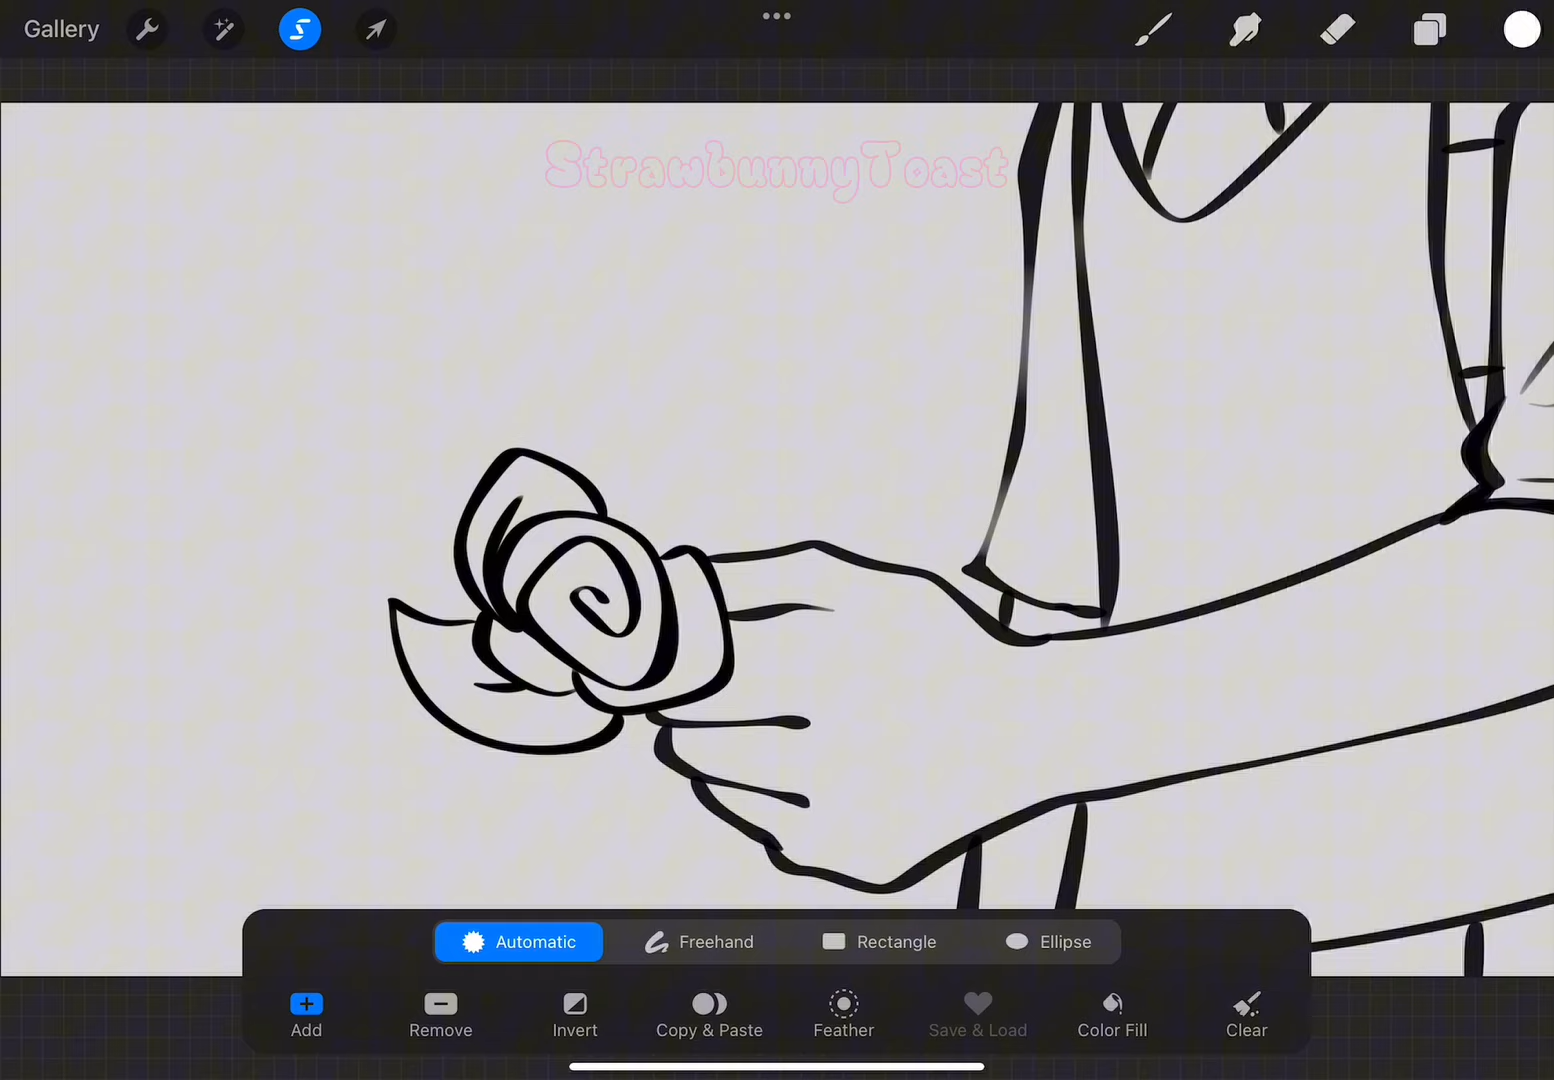 Gallery
StrawbunnyToast
Automatic Freehand Rectangle Ellipse
Add Remove Invert Copy & Paste Feather Save & Load Color Fill Clear